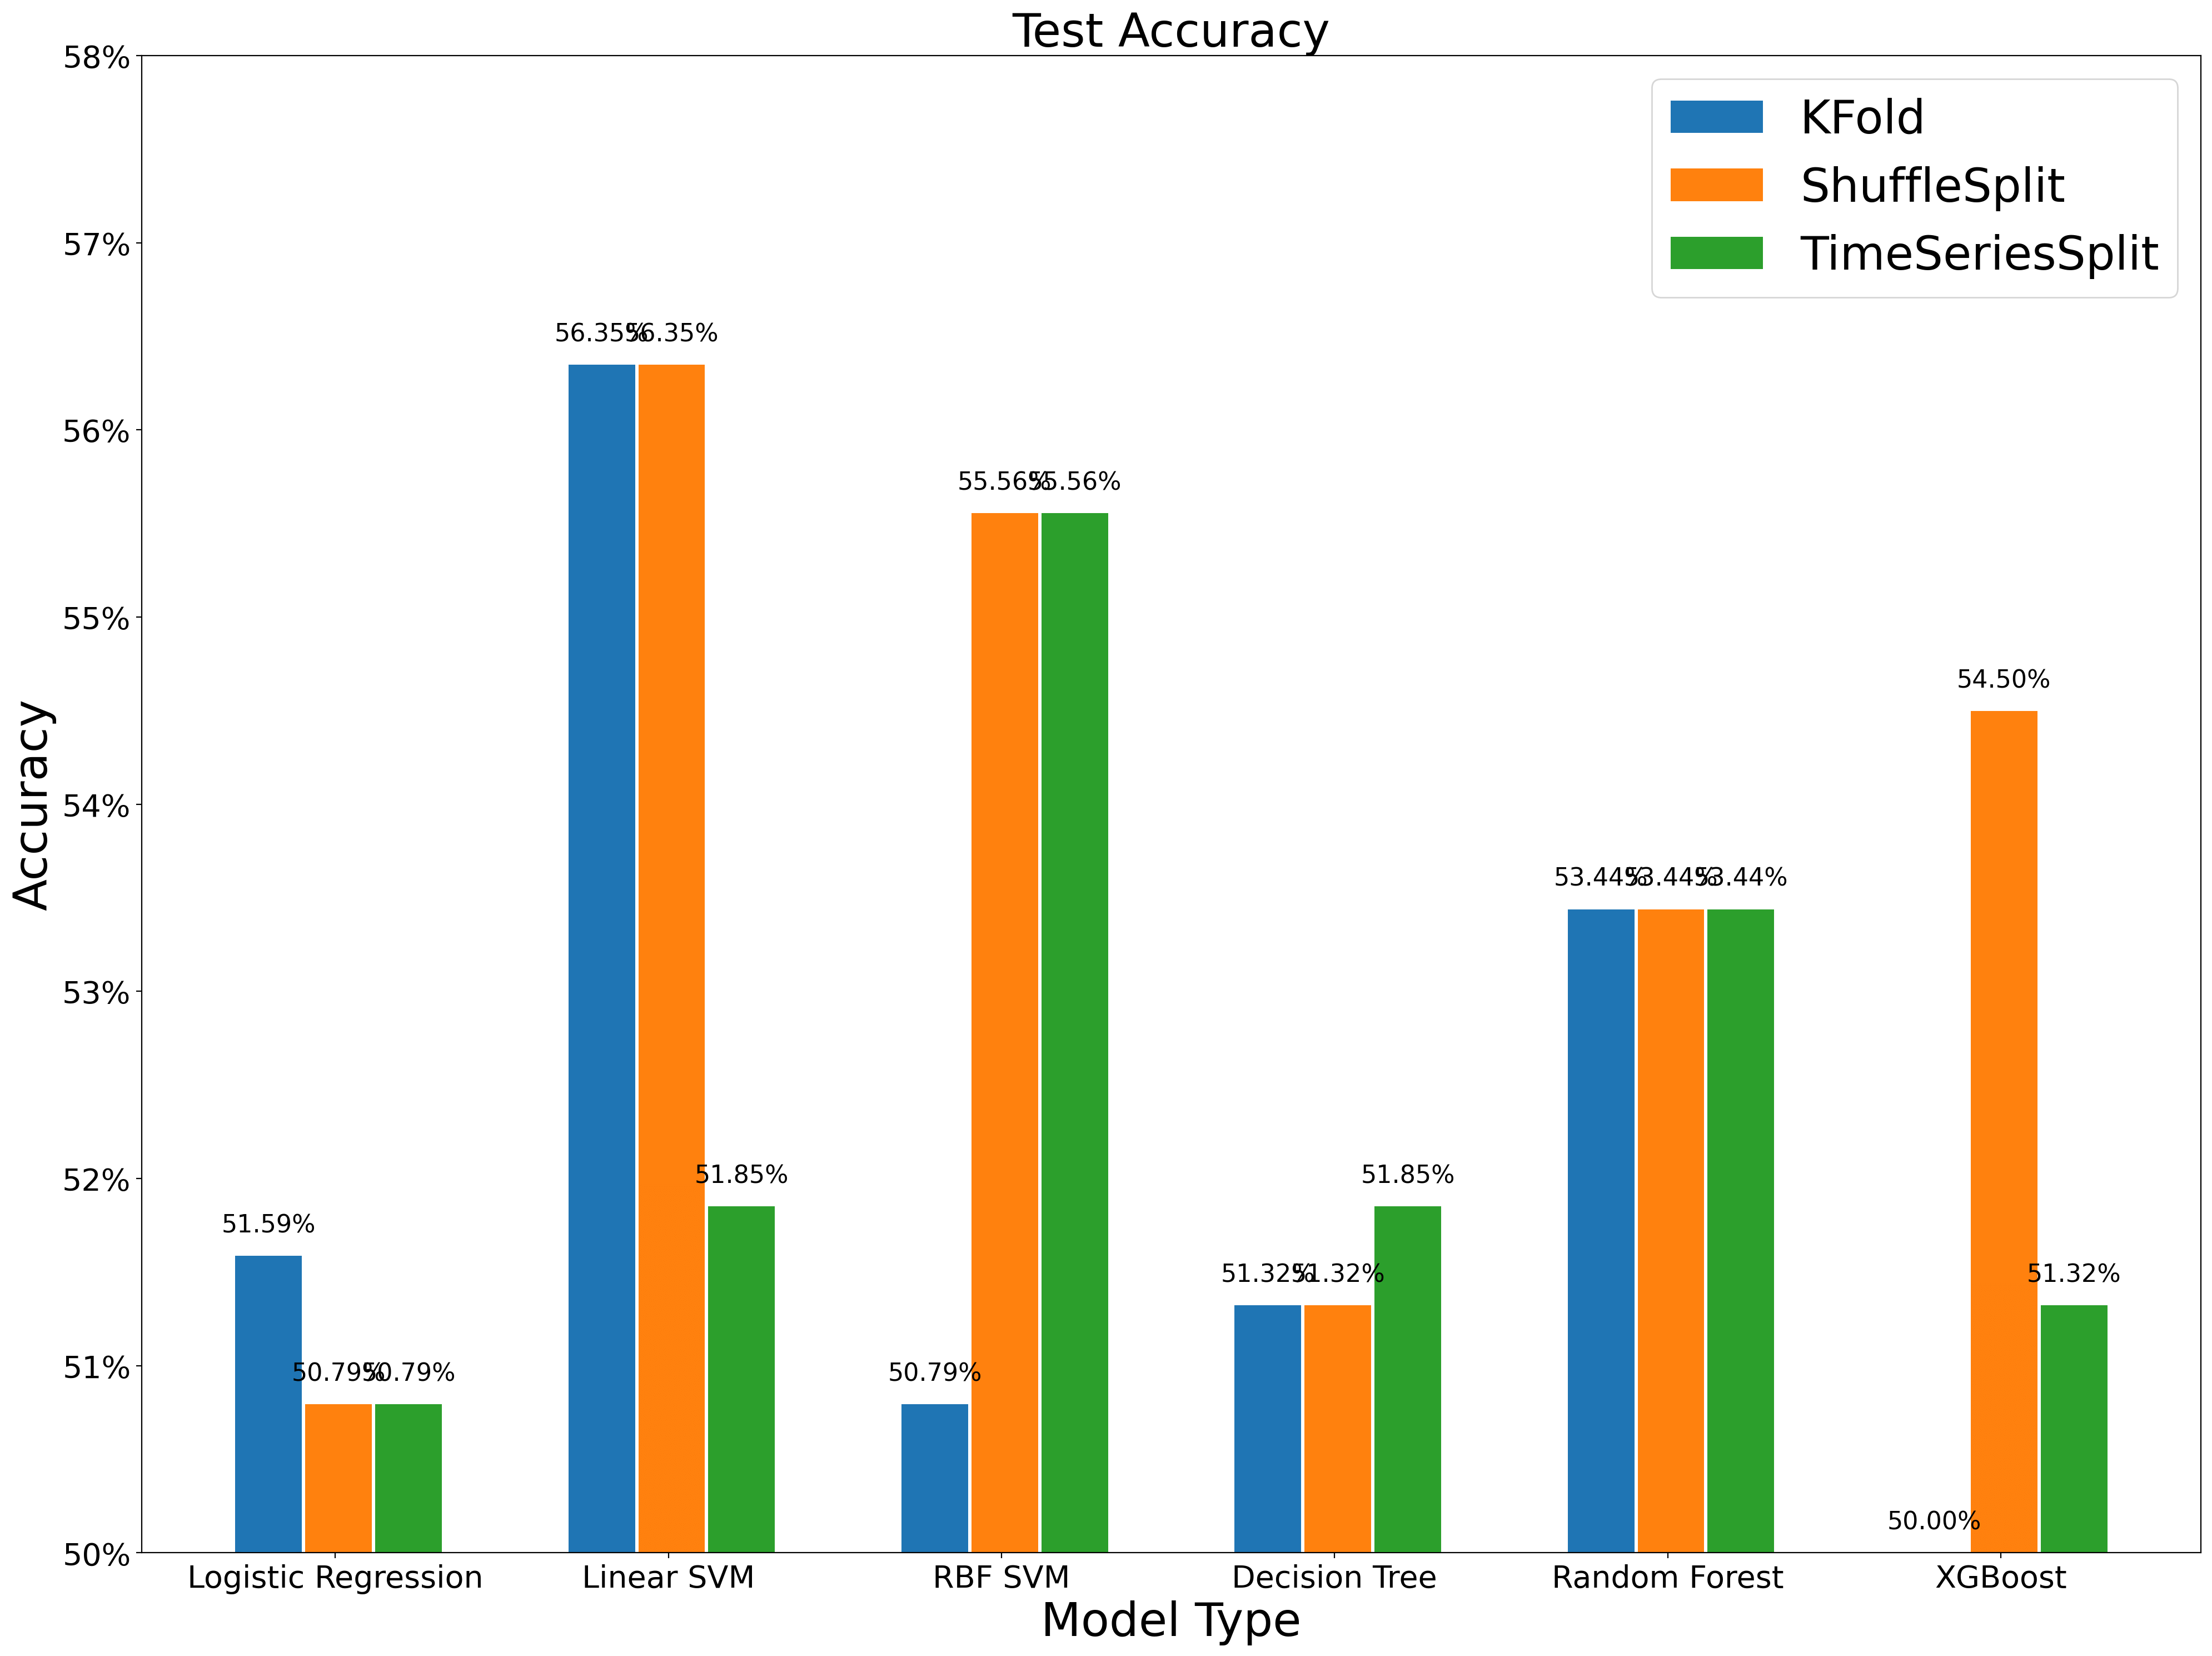 Test Accuracy
58%
57%
56%
55%
54%
53%
52%
51%
50%
Accuracy
KFold
ShuffleSplit
TimeSeriesSplit
51.59%
50.79%
50.79%
56.35%
56.35%
51.85%
50.79%
55.56%
55.56%
51.32%
51.32%
51.85%
53.44%
53.44%
53.44%
50.00%
54.50%
51.32%
Logistic Regression
Linear SVM
RBF SVM
Decision Tree
Random Forest
XGBoost
Model Type